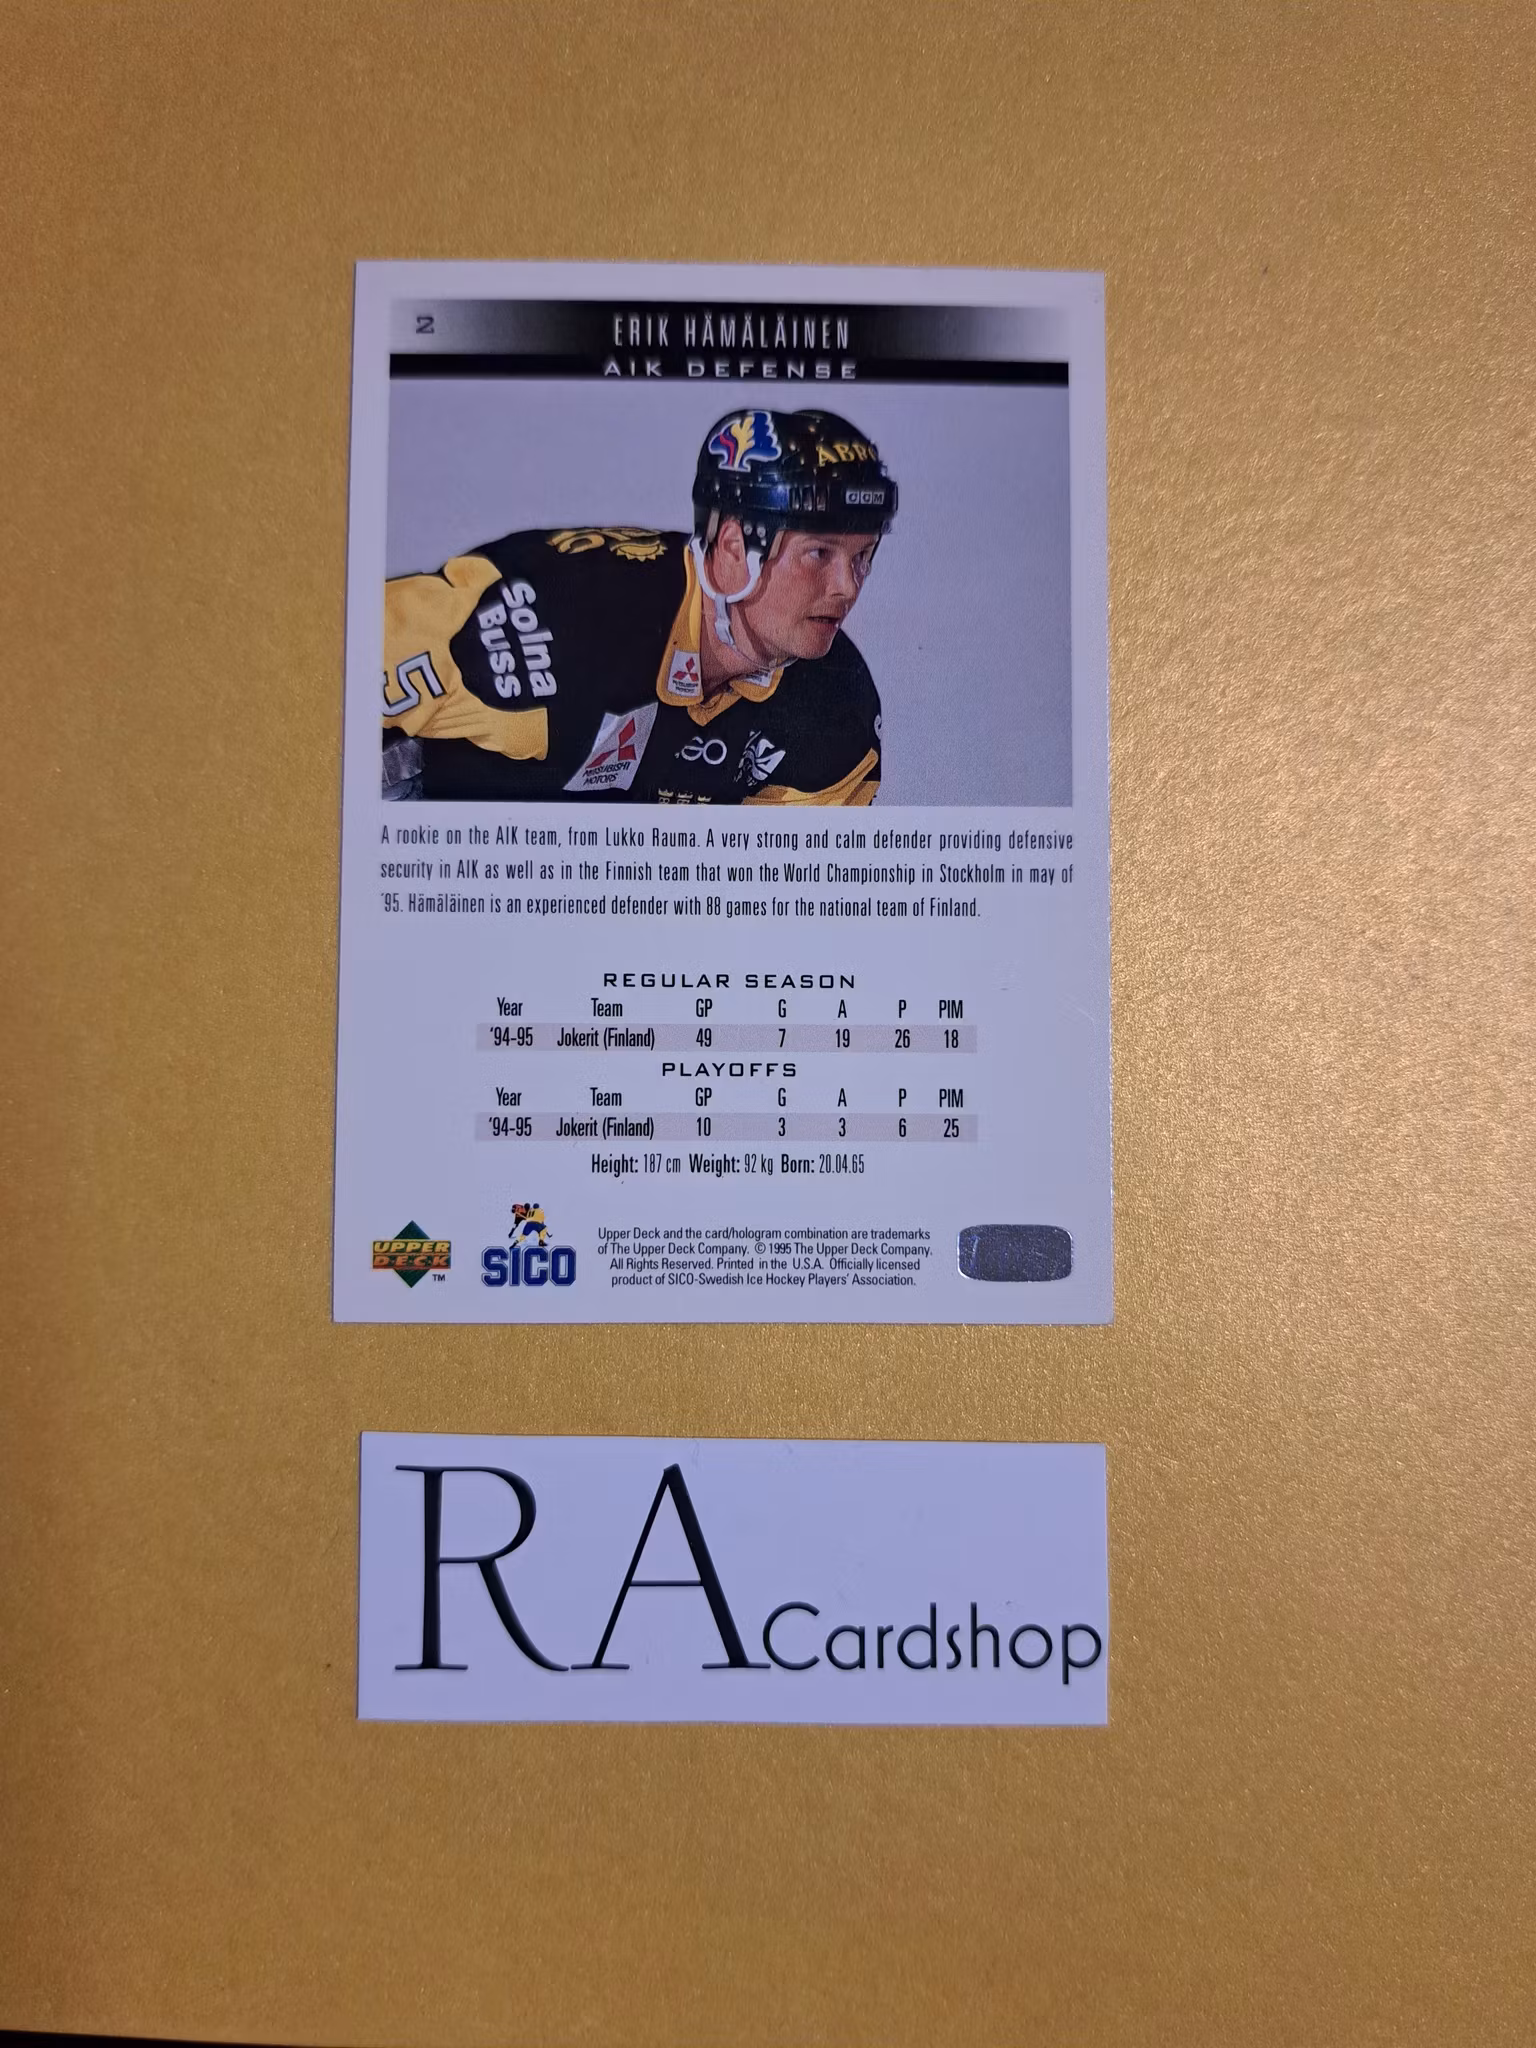 2
ERIK HÄMÄLÄINEN
AIK DEFENSE
CCM
Solna
BUSS
5
MITSUBISHI
MOTORS
A rookie on the AIK team, from Lukko Rauma. A very strong and calm defender providing defensive
security in AIK as well as in the Finnish team that won the World Championship in Stockholm in may of
'95. Hämäläinen is an experienced defender with 88 games for the national team of Finland.
REGULAR SEASON
Year Team GP G A P PIM
'94-95 Jokerit (Finland) 49 7 19 26 18
PLAYOFFS
Year Team GP G A P PIM
'94-95 Jokerit (Finland) 10 3 3 6 25
Height: 187 cm Weight: 92 kg Born: 20.04.65
UPPER
DECK
TM
SICO
Upper Deck and the card/hologram combination are trademarks
of The Upper Deck Company. © 1995 The Upper Deck Company.
All Rights Reserved. Printed in the U.S.A. Officially licensed
product of SICO-Swedish Ice Hockey Players' Association.
RA Cardshop